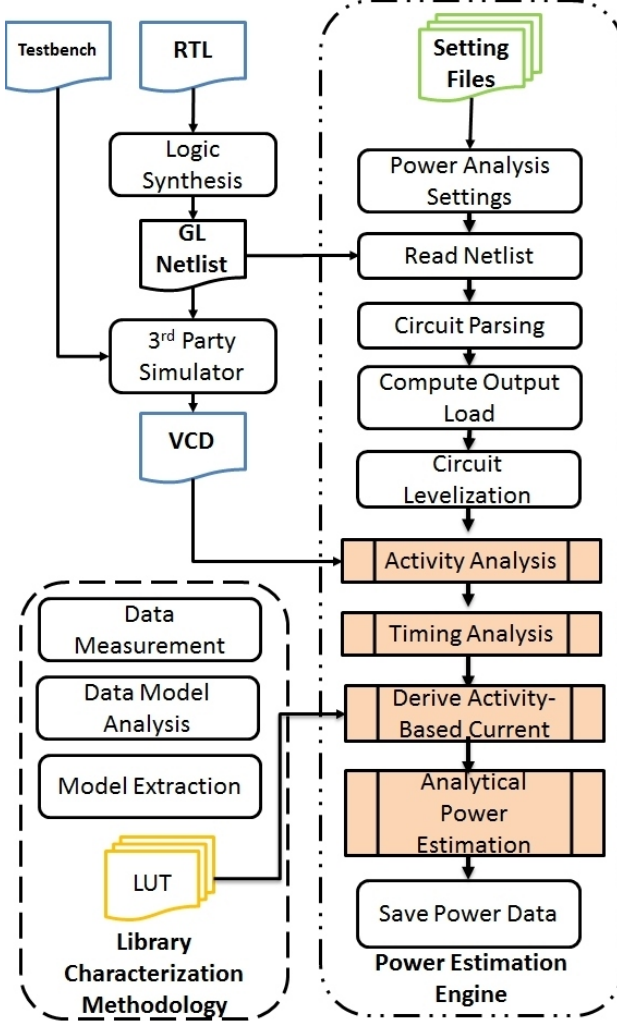 Testbench
RTL
Logic
Synthesis
GL
Netlist
3rd Party
Simulator
VCD
Data
Measurement
Data Model
Analysis
Model Extraction
LUT
Library
Characterization
Methodology
Setting
Files
Power Analysis
Settings
Read Netlist
Circuit Parsing
Compute Output
Load
Circuit
Levelization
Activity Analysis
Timing Analysis
Derive Activity-
Based Current
Analytical
Power
Estimation
Save Power Data
Power Estimation
Engine